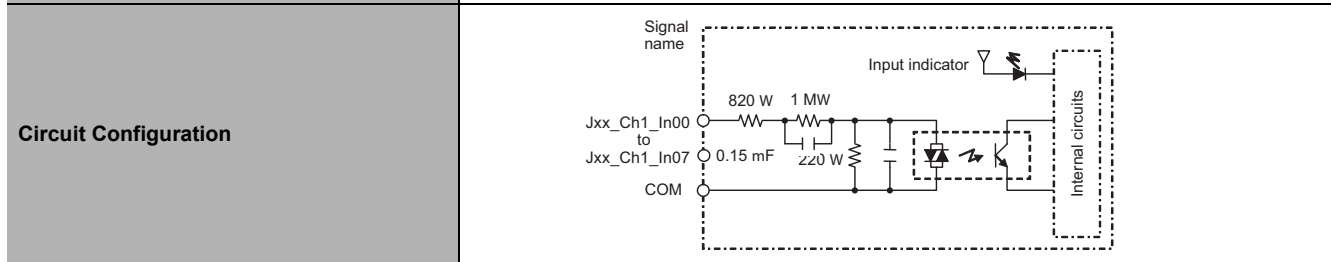 Circuit Configuration
Signal
name
Input indicator
820 W 1 MW
Jxx_Ch1_In00
to
Jxx_Ch1_In07
0.15 mF
220 W
COM
Internal circuits